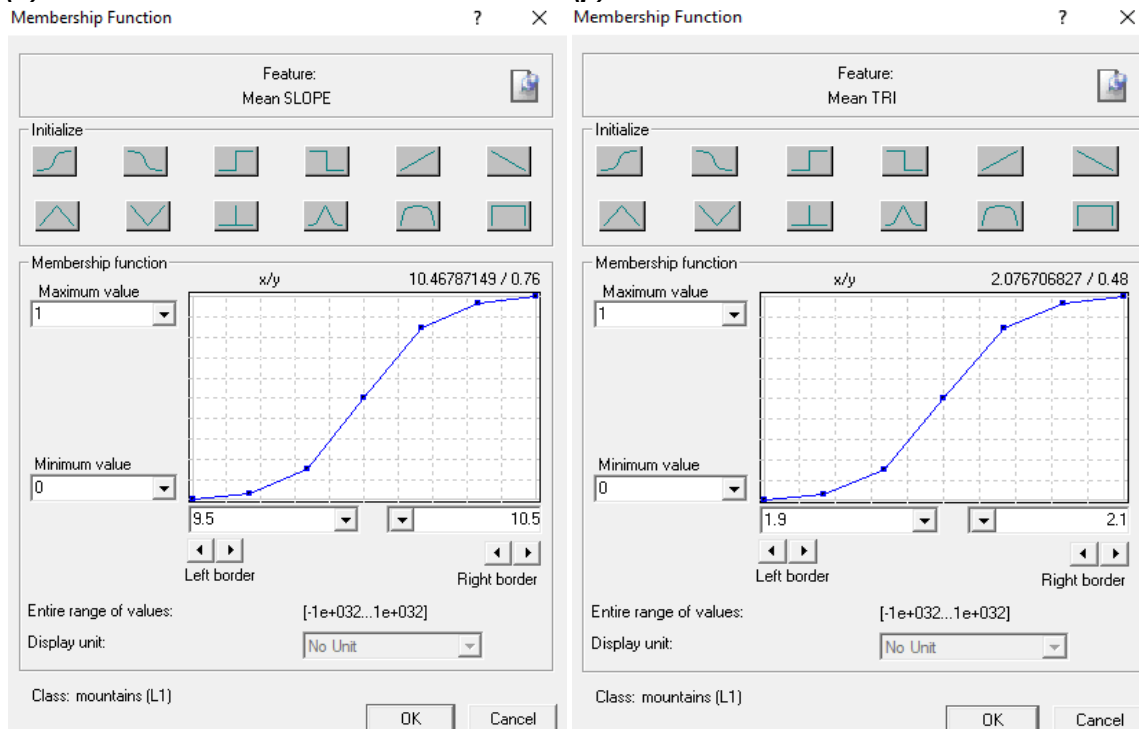 Membership Function ? ×
Feature:
Mean SLOPE
Initialize
Membership function
x/y 10.46787149 / 0.76
Maximum value
1
Minimum value
0
9.5 10.5
Left border Right border
Entire range of values: [-1e+032...1e+032]
Display unit: No Unit
Class: mountains (L1)
OK Cancel
Membership Function ? ×
Feature:
Mean TRI
Initialize
Membership function
x/y 2.076706827 / 0.48
Maximum value
1
Minimum value
0
1.9 2.1
Left border Right border
Entire range of values: [-1e+032...1e+032]
Display unit: No Unit
Class: mountains (L1)
OK Cancel